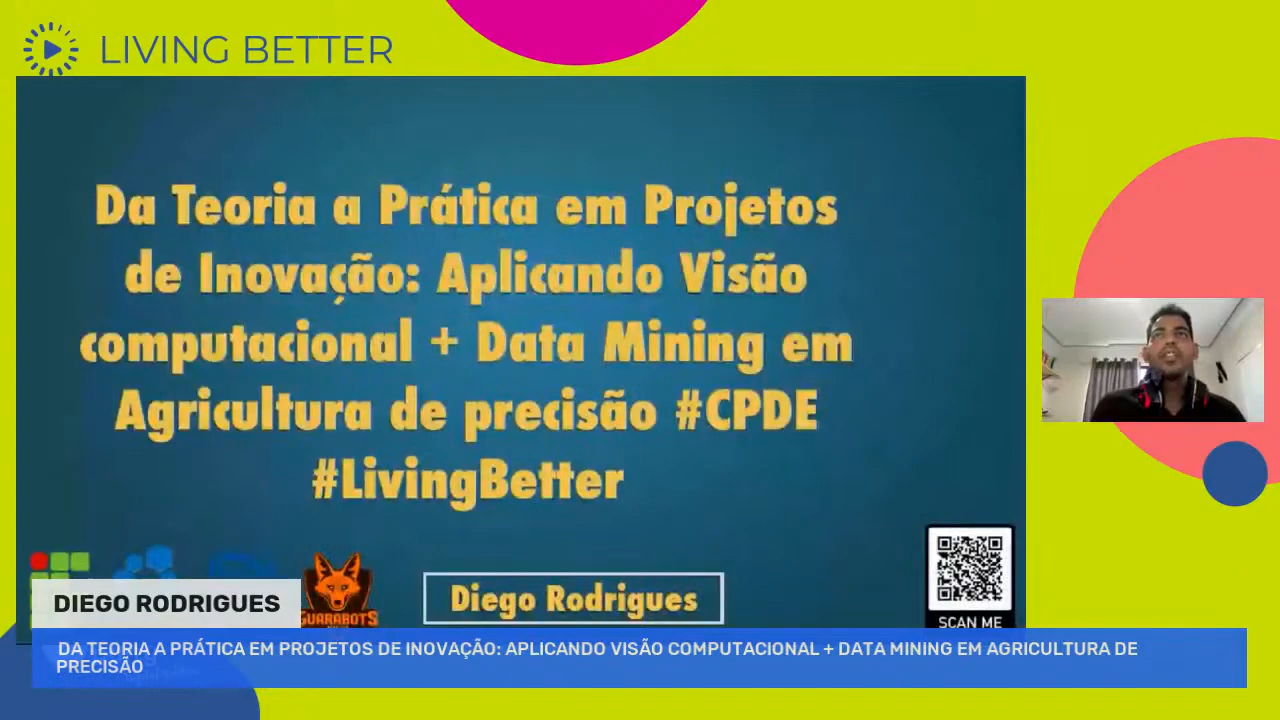 LIVING BETTER
Da Teoria a Prática em Projetos
de Inovação: Aplicando Visão
computacional + Data Mining em
Agricultura de precisão #CPDE
#LivingBetter
GUARABOTS
Diego Rodrigues
SCAN ME
DIEGO RODRIGUES
DA TEORIA A PRÁTICA EM PROJETOS DE INOVAÇÃO: APLICANDO VISÃO COMPUTACIONAL + DATA MINING EM AGRICULTURA DE
PRECISÃO